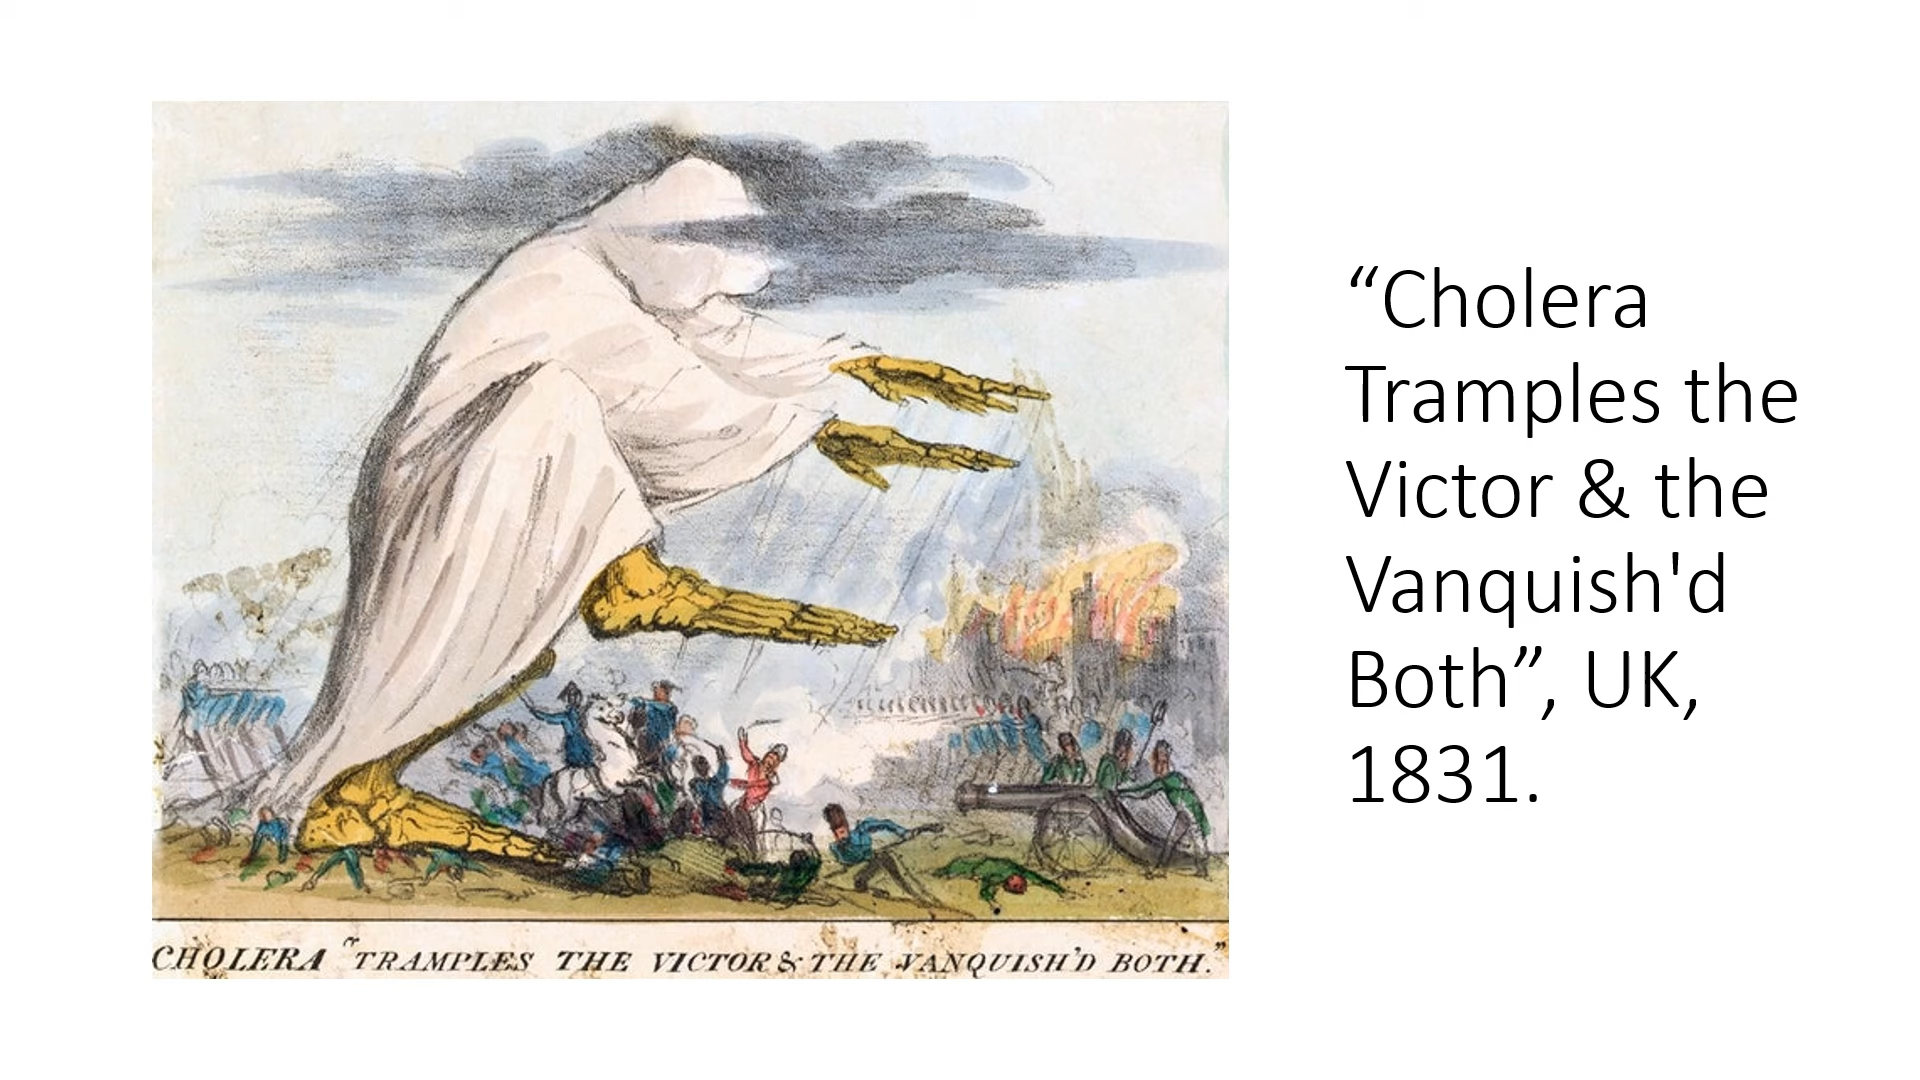 CHOLERA "TRAMPLES THE VICTOR & THE VANQUISH'D BOTH."
“Cholera
Tramples the
Victor & the
Vanquish'd
Both”, UK,
1831.